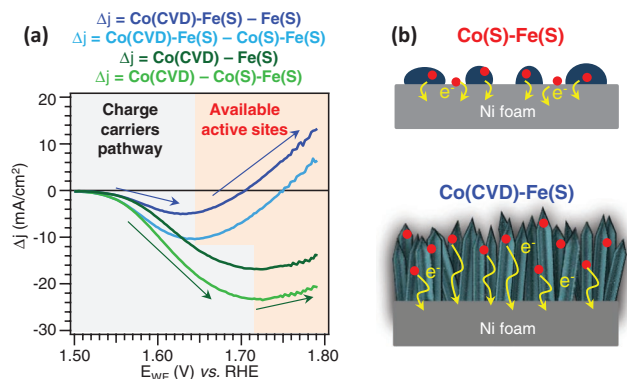 (a)
Δj = Co(CVD)-Fe(S) – Fe(S)
Δj = Co(CVD)-Fe(S) – Co(S)-Fe(S)
Δj = Co(CVD) – Fe(S)
Δj = Co(CVD) – Co(S)-Fe(S)
20
10
0
-10
-20
-30
Δj (mA/cm²)
Charge
carriers
pathway
Available
active sites
1.50
1.60
1.70
1.80
E_WE (V) vs. RHE
(b)
Co(S)-Fe(S)
e⁻
e⁻
Ni foam
Co(CVD)-Fe(S)
e⁻
e⁻
e⁻
Ni foam